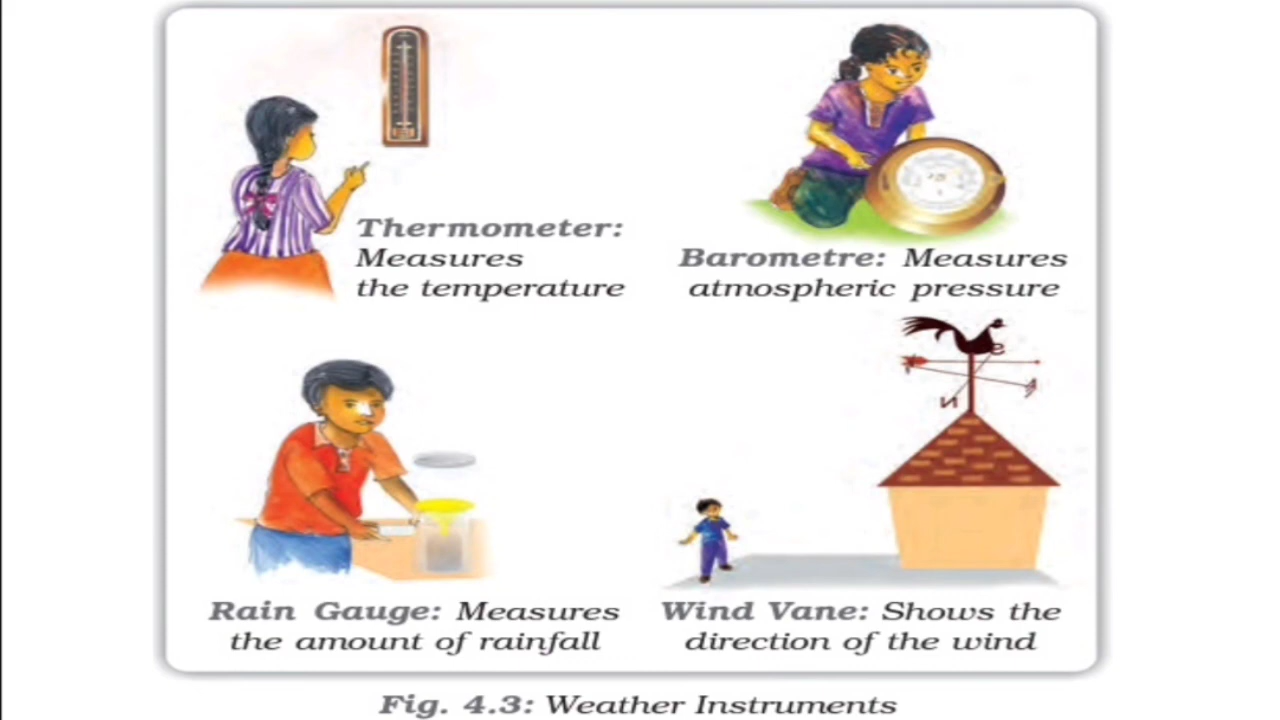 Thermometer:
Measures
the temperature
Barometre: Measures
atmospheric pressure
Rain Gauge: Measures
the amount of rainfall
S
N
Wind Vane: Shows the
direction of the wind
Fig. 4.3: Weather Instruments